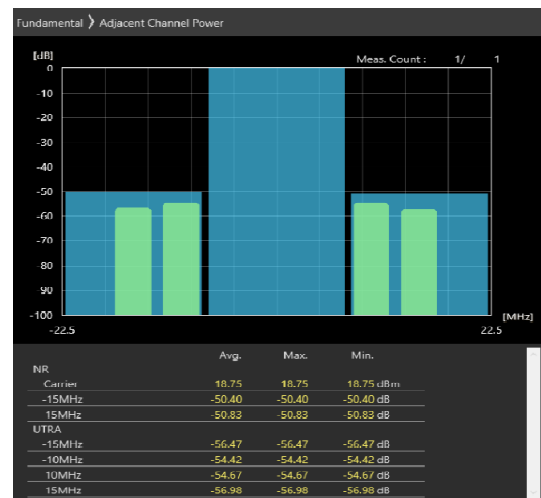 Fundamental ❯ Adjacent Channel Power
[dB] Meas. Count : 1/ 1
0
-10
-20
-30
-40
-50
-60
-70
-80
90
-100 [MHz]
-22.5 22.5
Avg. Max. Min.
NR
Carrier 18.75 18.75 18.75 dBm
-15MHz -50.40 -50.40 -50.40 dB
15MHz -50.83 -50.83 -50.83 dB
UTRA
-15MHz -56.47 -56.47 -56.47 dB
-10MHz -54.42 -54.42 -54.42 dB
10MHz -54.67 -54.67 -54.67 dB
15MHz -56.98 -56.98 -56.98 dB